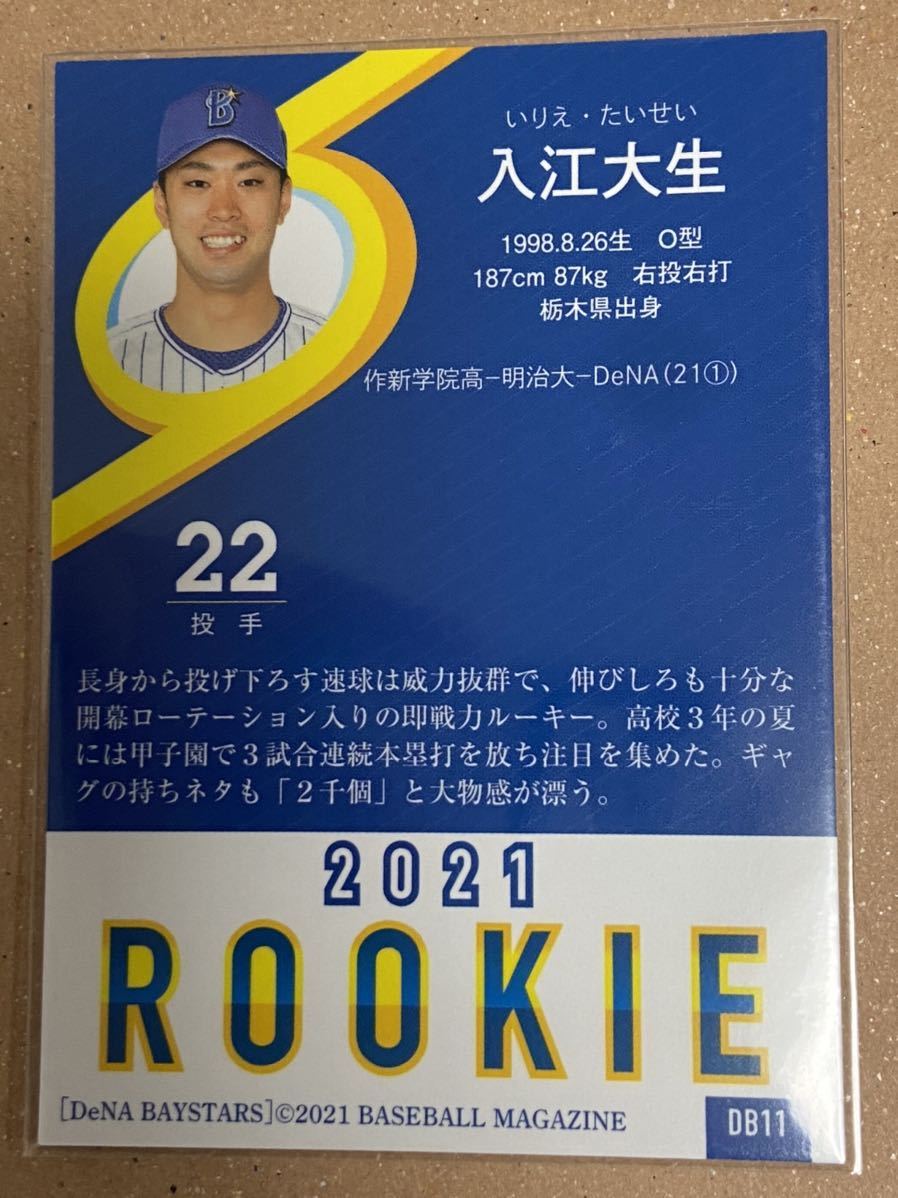 B
いりえ・たいせい
入江大生
1998.8.26生 O型
187cm 87kg 右投右打
栃木県出身
作新学院高−明治大−DeNA(21①)
22
投 手
長身から投げ下ろす速球は威力抜群で、伸びしろも十分な
開幕ローテーション入りの即戦力ルーキー。高校3年の夏
には甲子園で3試合連続本塁打を放ち注目を集めた。ギャ
グの持ちネタも「2千個」と大物感が漂う。
2021
ROOKIE
[DeNA BAYSTARS]©2021 BASEBALL MAGAZINE
DB11